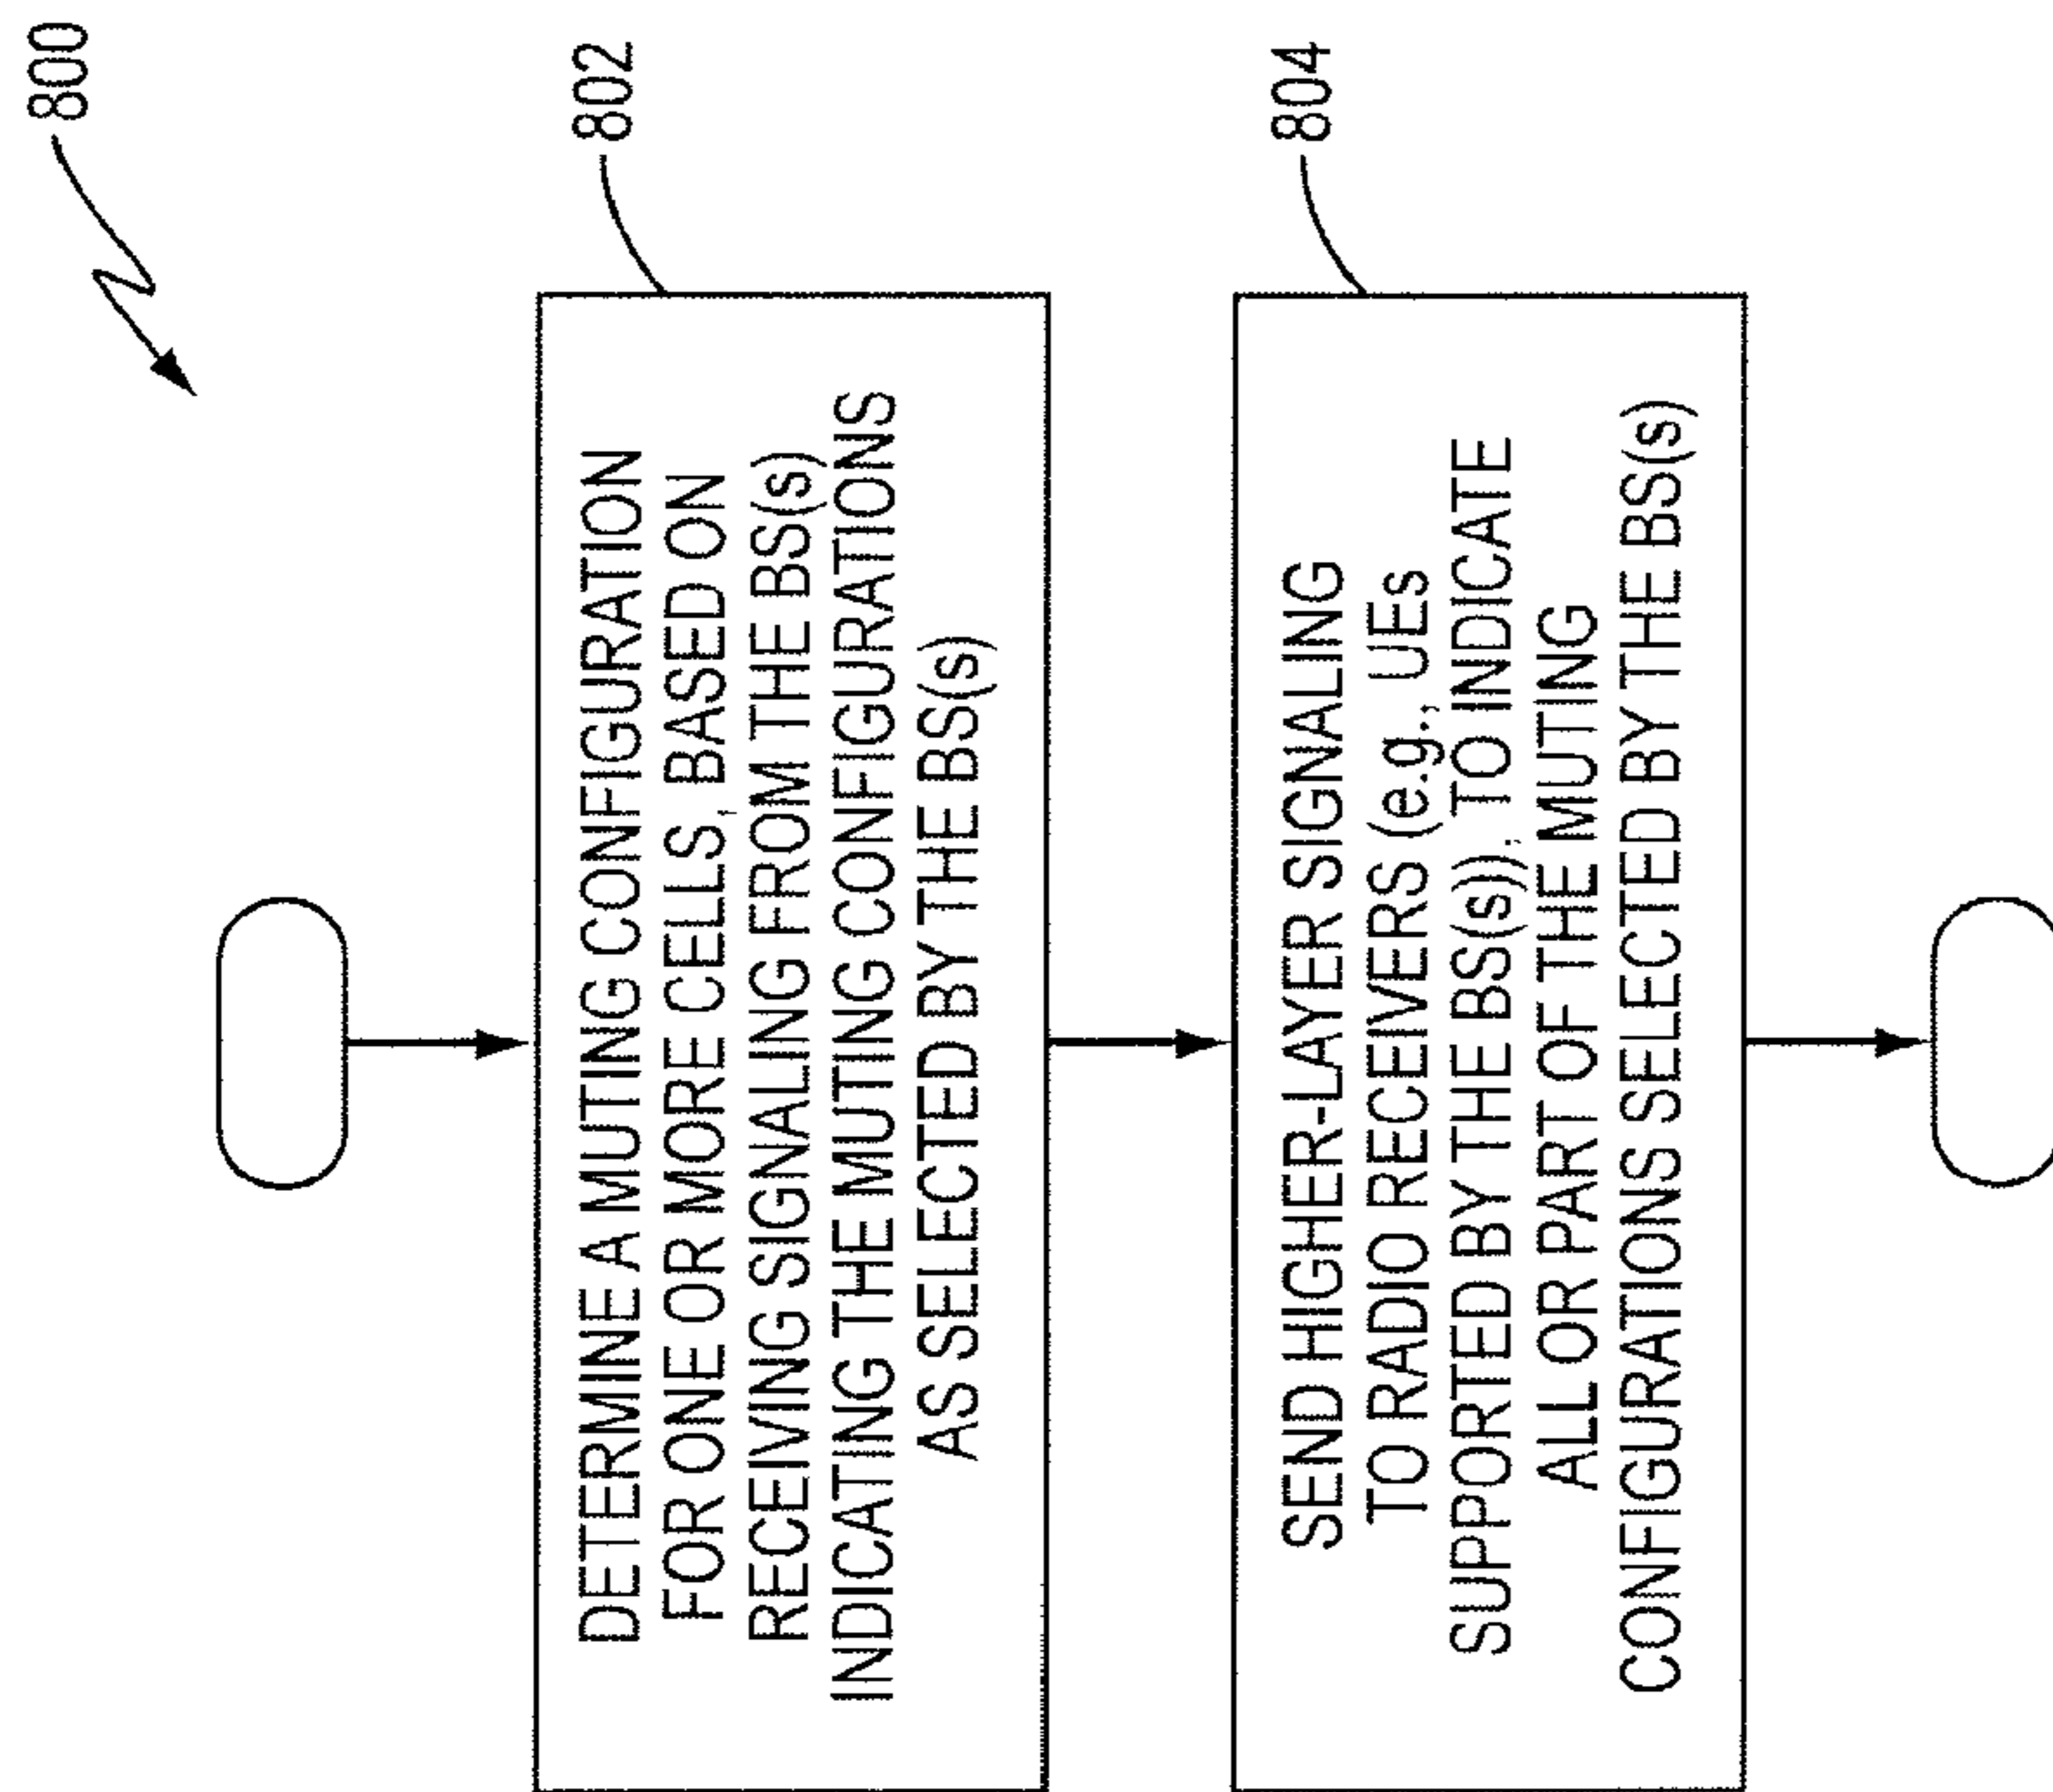 800
802
DETERMINE A MUTING CONFIGURATION
FOR ONE OR MORE CELLS, BASED ON
RECEIVING SIGNALING FROM THE BS(s)
INDICATING THE MUTING CONFIGURATIONS
AS SELECTED BY THE BS(s)
804
SEND HIGHER-LAYER SIGNALING
TO RADIO RECEIVERS (e.g., UEs
SUPPORTED BY THE BS(s)), TO INDICATE
ALL OR PART OF THE MUTING
CONFIGURATIONS SELECTED BY THE BS(s)